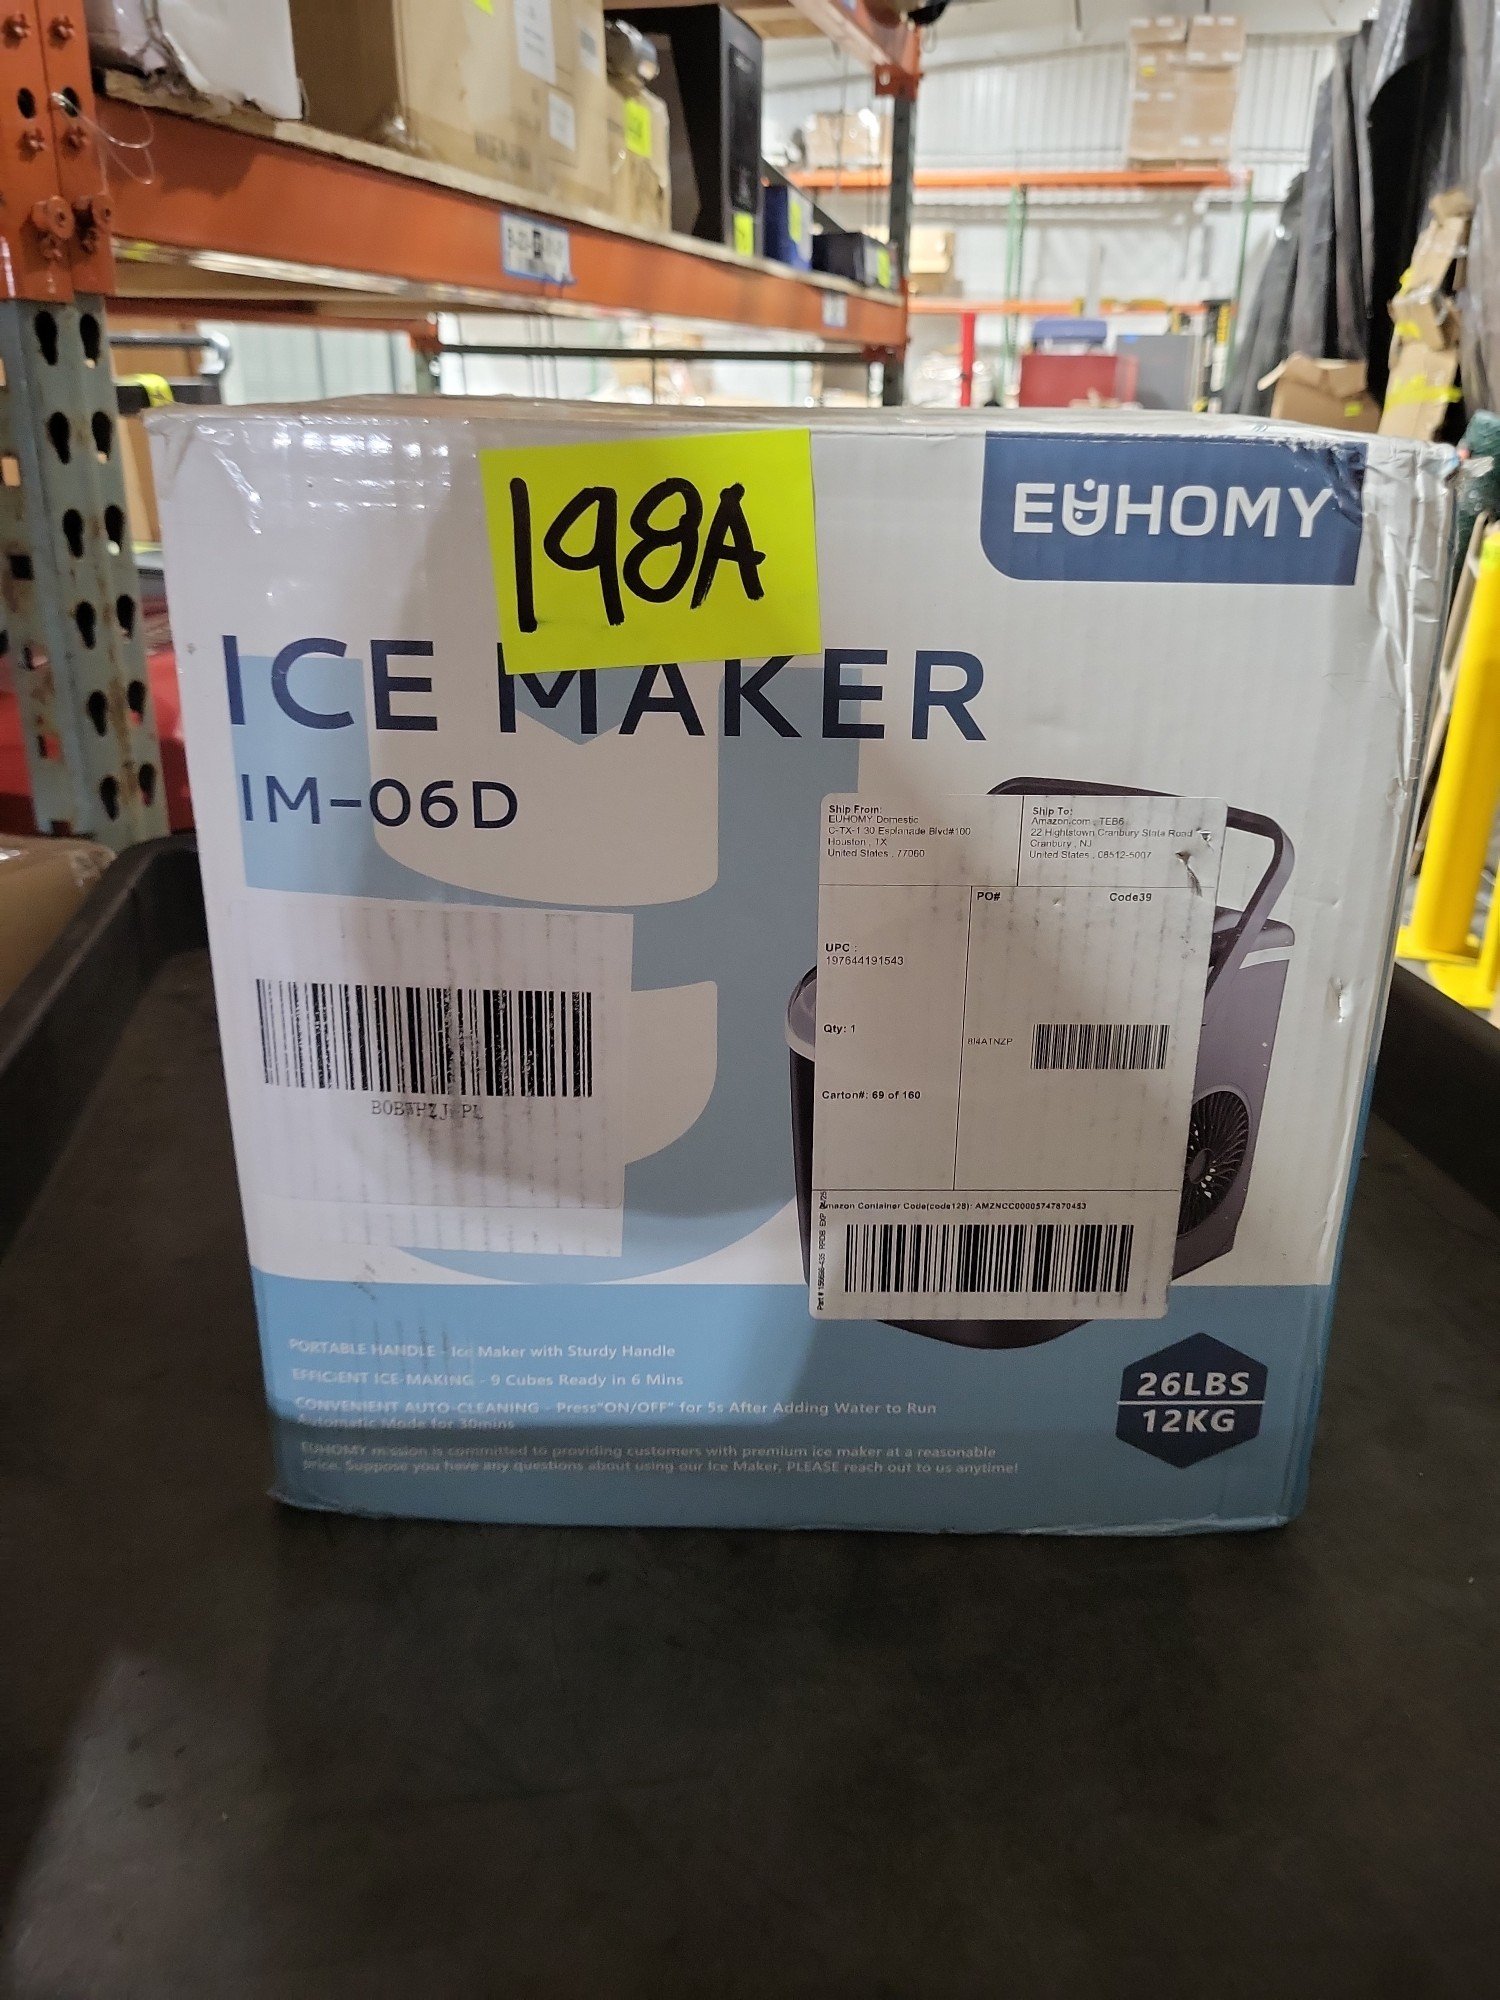 198A
EUHOMY
ICE MAKER
IM-06D
Ship From:
EUHOMY Domestic
C-TX-1 30 Esplanade Blvd#100
Houston , TX
United States , 77060
Ship To:
Amazon.com , TEB6
22 Hightstown Cranbury Stata Road
Cranbury , NJ
United States , 08512-5007
PO#
Code39
UPC :
197644191543
Qty: 1
8I4ATNZP
Carton#: 69 of 160
Amazon Container Code(code128): AMZNCC00005747870453
PORTABLE HANDLE - Ice Maker with Sturdy Handle
EFFICIENT ICE-MAKING - 9 Cubes Ready in 6 Mins
CONVENIENT AUTO-CLEANING - Press"ON/OFF" for 5s After Adding Water to Run
Automatic Mode for 30mins
EUHOMY mission is committed to providing customers with premium ice maker at a reasonable
price. Suppose you have any questions about using our Ice Maker, PLEASE reach out to us anytime!
26LBS
12KG